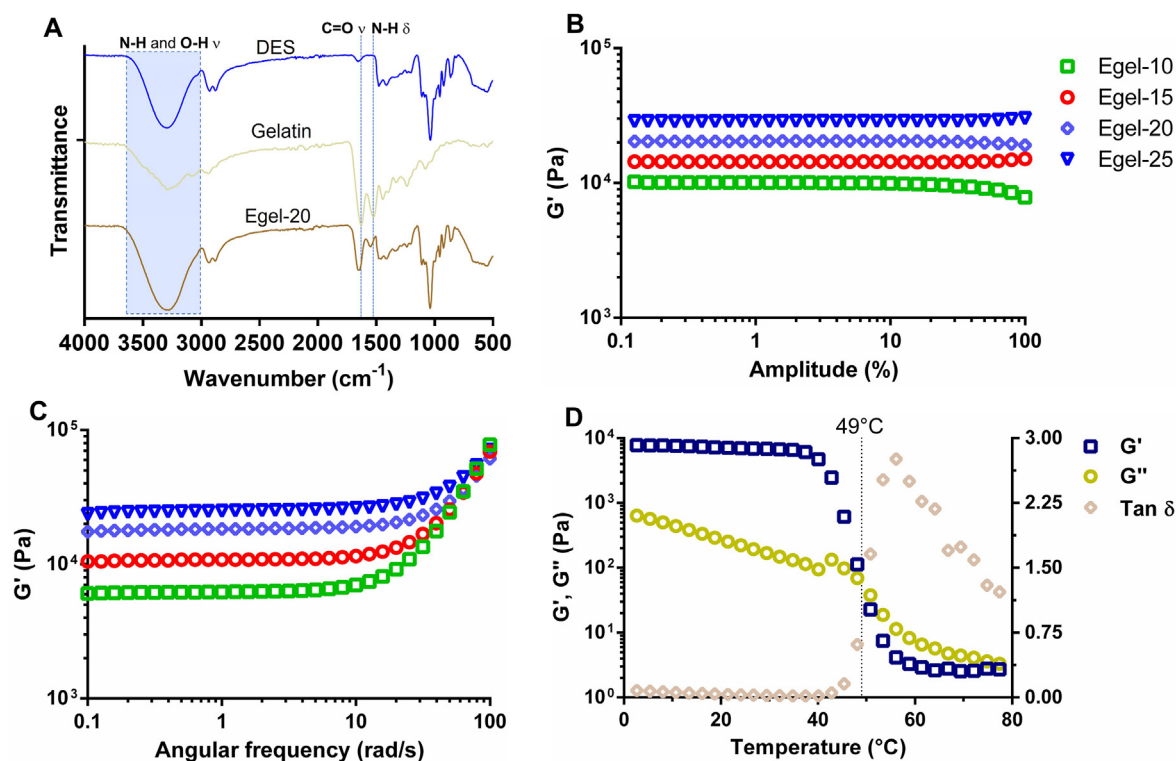 A
N-H and O-H ν
C=O ν
N-H δ
DES
Gelatin
Egel-20
Transmittance
4000 3500 3000 2500 2000 1500 1000 500
Wavenumber (cm⁻¹)
B
10⁵
10⁴
10³
G' (Pa)
0.1 1 10 100
Amplitude (%)
Egel-10
Egel-15
Egel-20
Egel-25
C
10⁵
10⁴
10³
G' (Pa)
0.1 1 10 100
Angular frequency (rad/s)
D
49°C
10⁴
10³
10²
10¹
10⁰
G', G'' (Pa)
3.00
2.25
1.50
0.75
0.00
0 20 40 60 80
Temperature (°C)
G'
G''
Tan δ